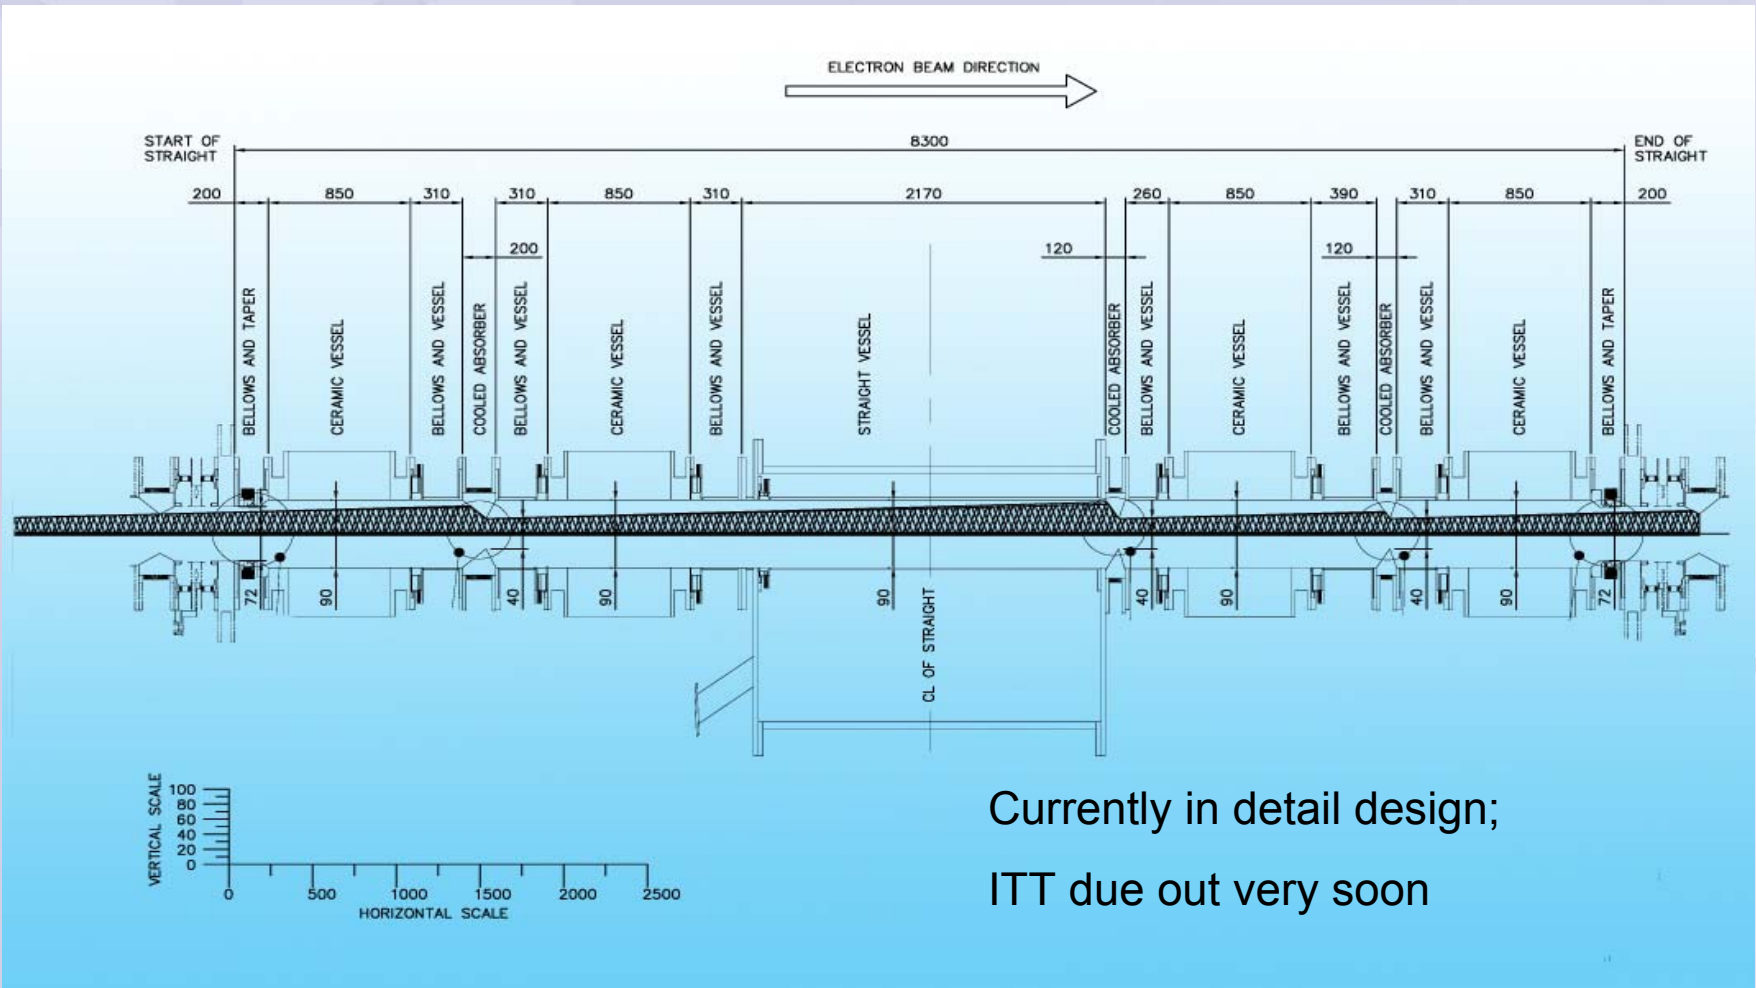 ELECTRON BEAM DIRECTION
START OF
STRAIGHT
8300
END OF
STRAIGHT
200
850
310
310
850
310
2170
260
850
390
310
850
200
200
120
120
BELLOWS AND TAPER
CERAMIC VESSEL
BELLOWS AND VESSEL
COOLED ABSORBER
BELLOWS AND VESSEL
CERAMIC VESSEL
BELLOWS AND VESSEL
STRAIGHT VESSEL
COOLED ABSORBER
BELLOWS AND VESSEL
CERAMIC VESSEL
BELLOWS AND VESSEL
COOLED ABSORBER
BELLOWS AND VESSEL
CERAMIC VESSEL
BELLOWS AND TAPER
72
90
40
90
90
40
90
40
90
72
CL OF STRAIGHT
VERTICAL SCALE
100
80
60
40
20
0
0
500
1000
1500
2000
2500
HORIZONTAL SCALE
Currently in detail design;
ITT due out very soon